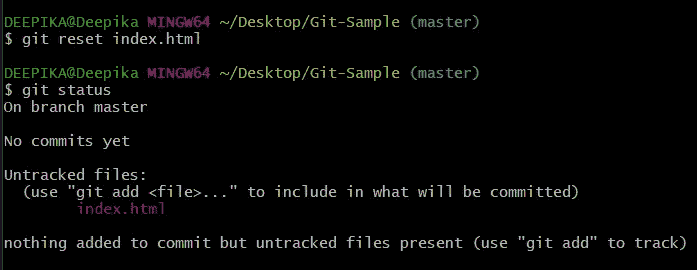 DEEPIKA@Deepika MINGW64 ~/Desktop/Git-Sample (master)
$ git reset index.html
DEEPIKA@Deepika MINGW64 ~/Desktop/Git-Sample (master)
$ git status
On branch master
No commits yet
Untracked files:
(use "git add <file>..." to include in what will be committed)
index.html
nothing added to commit but untracked files present (use "git add" to track)